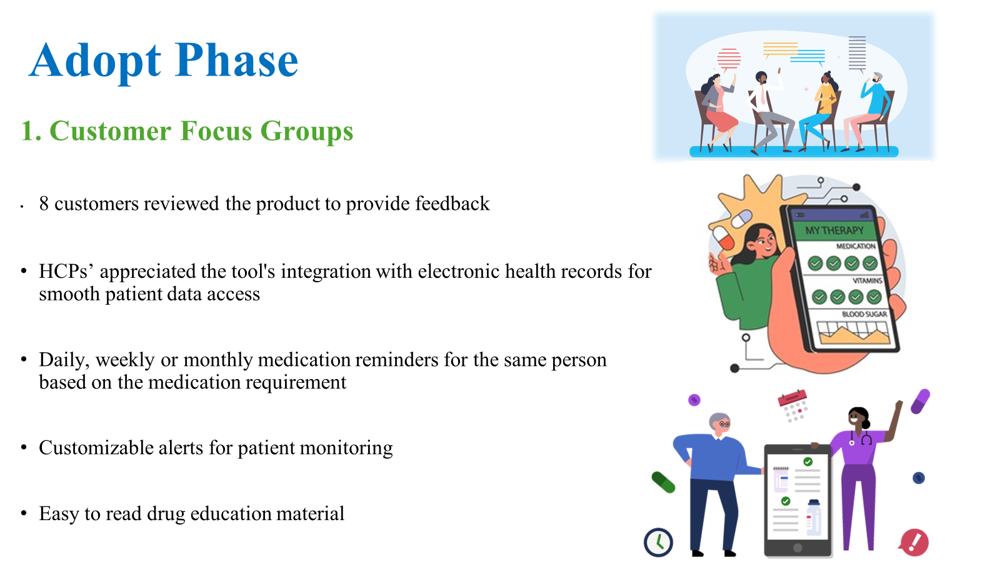 Adopt Phase
1. Customer Focus Groups
• 8 customers reviewed the product to provide feedback
• HCPs’ appreciated the tool's integration with electronic health records for
smooth patient data access
• Daily, weekly or monthly medication reminders for the same person
based on the medication requirement
• Customizable alerts for patient monitoring
• Easy to read drug education material
MY THERAPY
MEDICATION
VITAMINS
BLOOD SUGAR